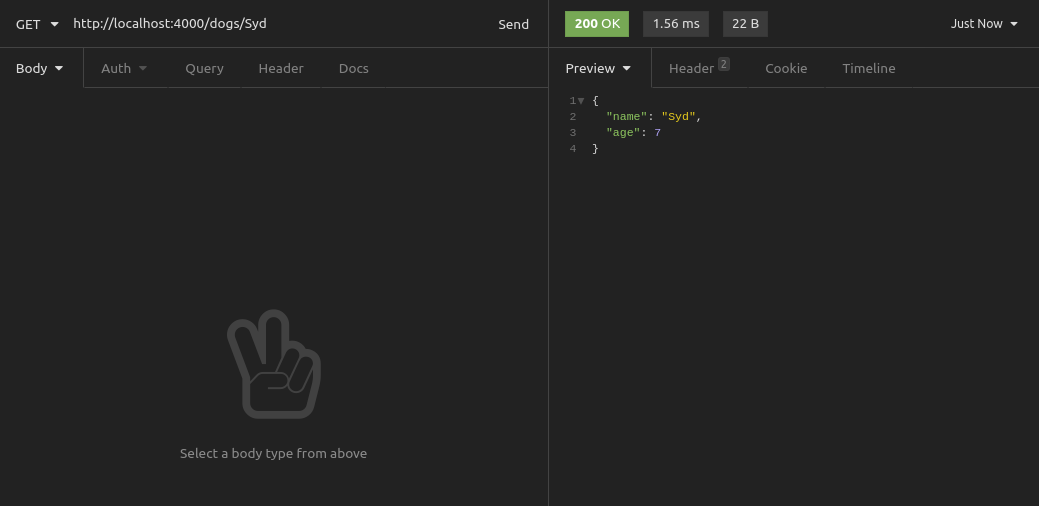 GET http://localhost:4000/dogs/Syd Send
200 OK 1.56 ms 22 B Just Now
Body Auth Query Header Docs
Preview Header 2 Cookie Timeline
1 {
2 "name": "Syd",
3 "age": 7
4 }
Select a body type from above